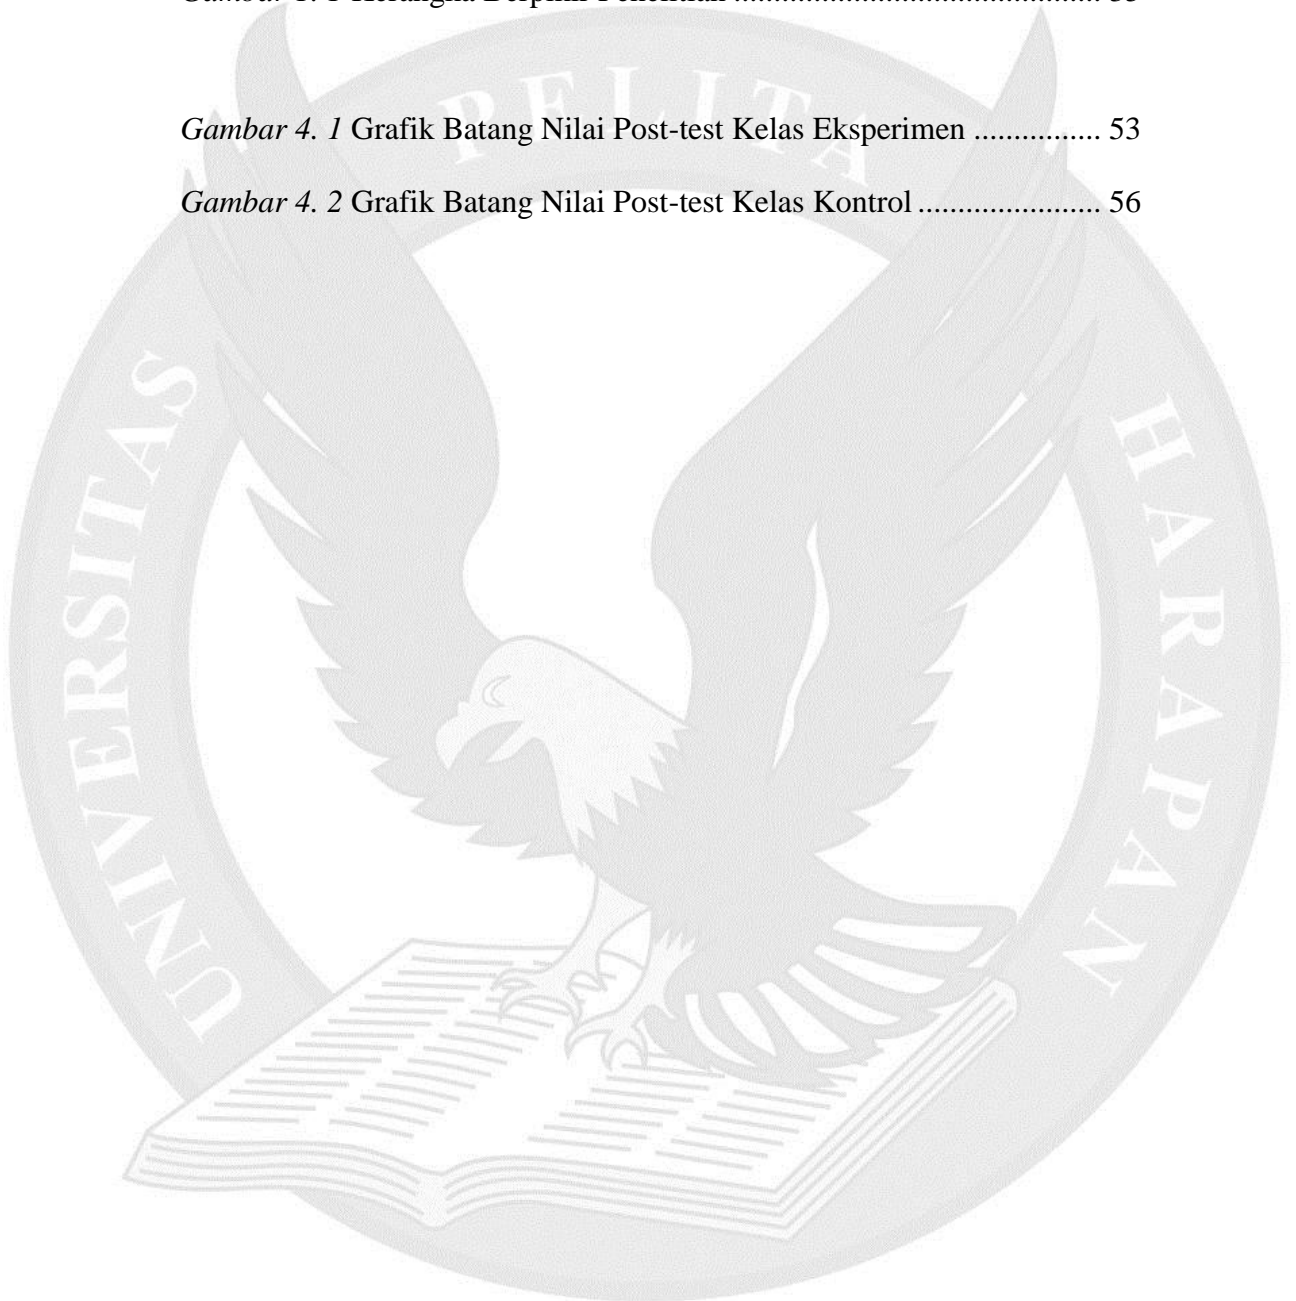 Gambar 4. 1 Grafik Batang Nilai Post-test Kelas Eksperimen ................ 53
Gambar 4. 2 Grafik Batang Nilai Post-test Kelas Kontrol ....................... 56
UNIVERSITAS PELITA HARAPAN